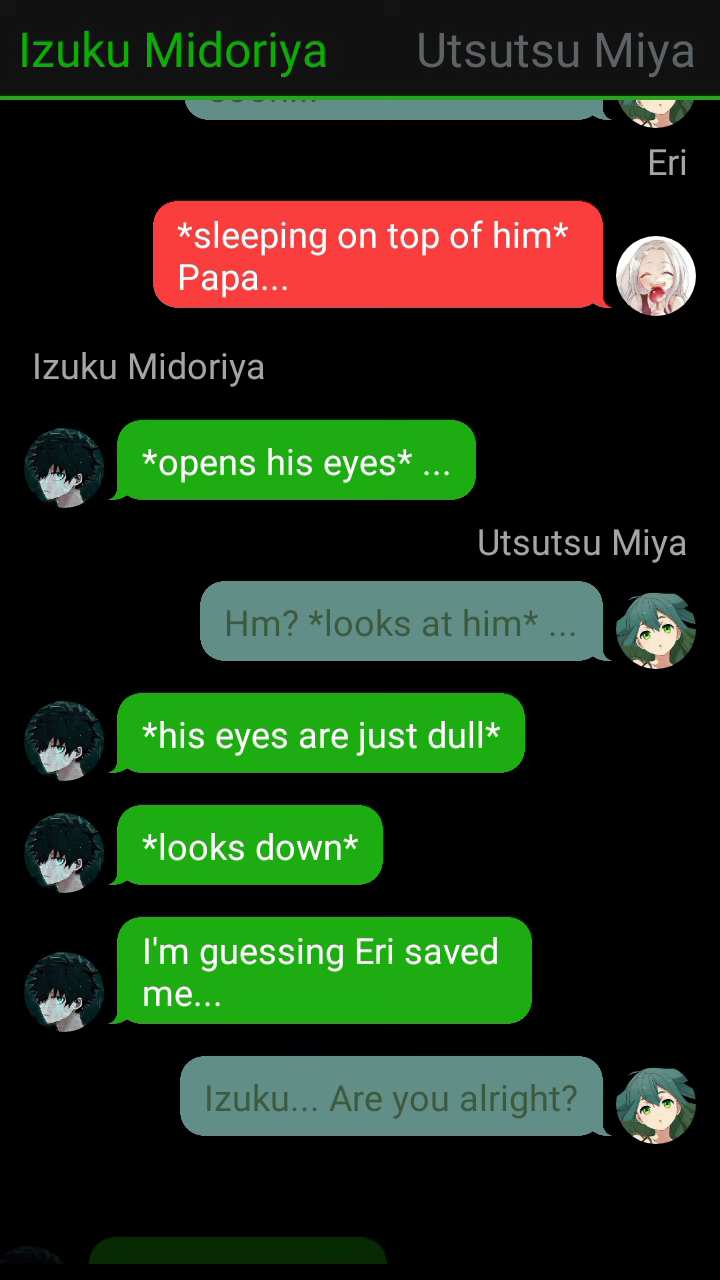 Izuku Midoriya
Utsutsu Miya
Eri
*sleeping on top of him*
Papa...
Izuku Midoriya
*opens his eyes* ...
Utsutsu Miya
Hm? *looks at him* ...
*his eyes are just dull*
*looks down*
I'm guessing Eri saved
me...
Izuku... Are you alright?